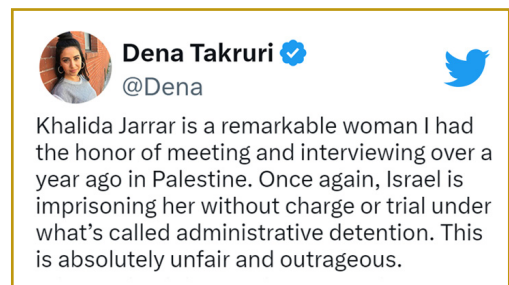 Dena Takruri
@Dena
Khalida Jarrar is a remarkable woman I had
the honor of meeting and interviewing over a
year ago in Palestine. Once again, Israel is
imprisoning her without charge or trial under
what’s called administrative detention. This
is absolutely unfair and outrageous.